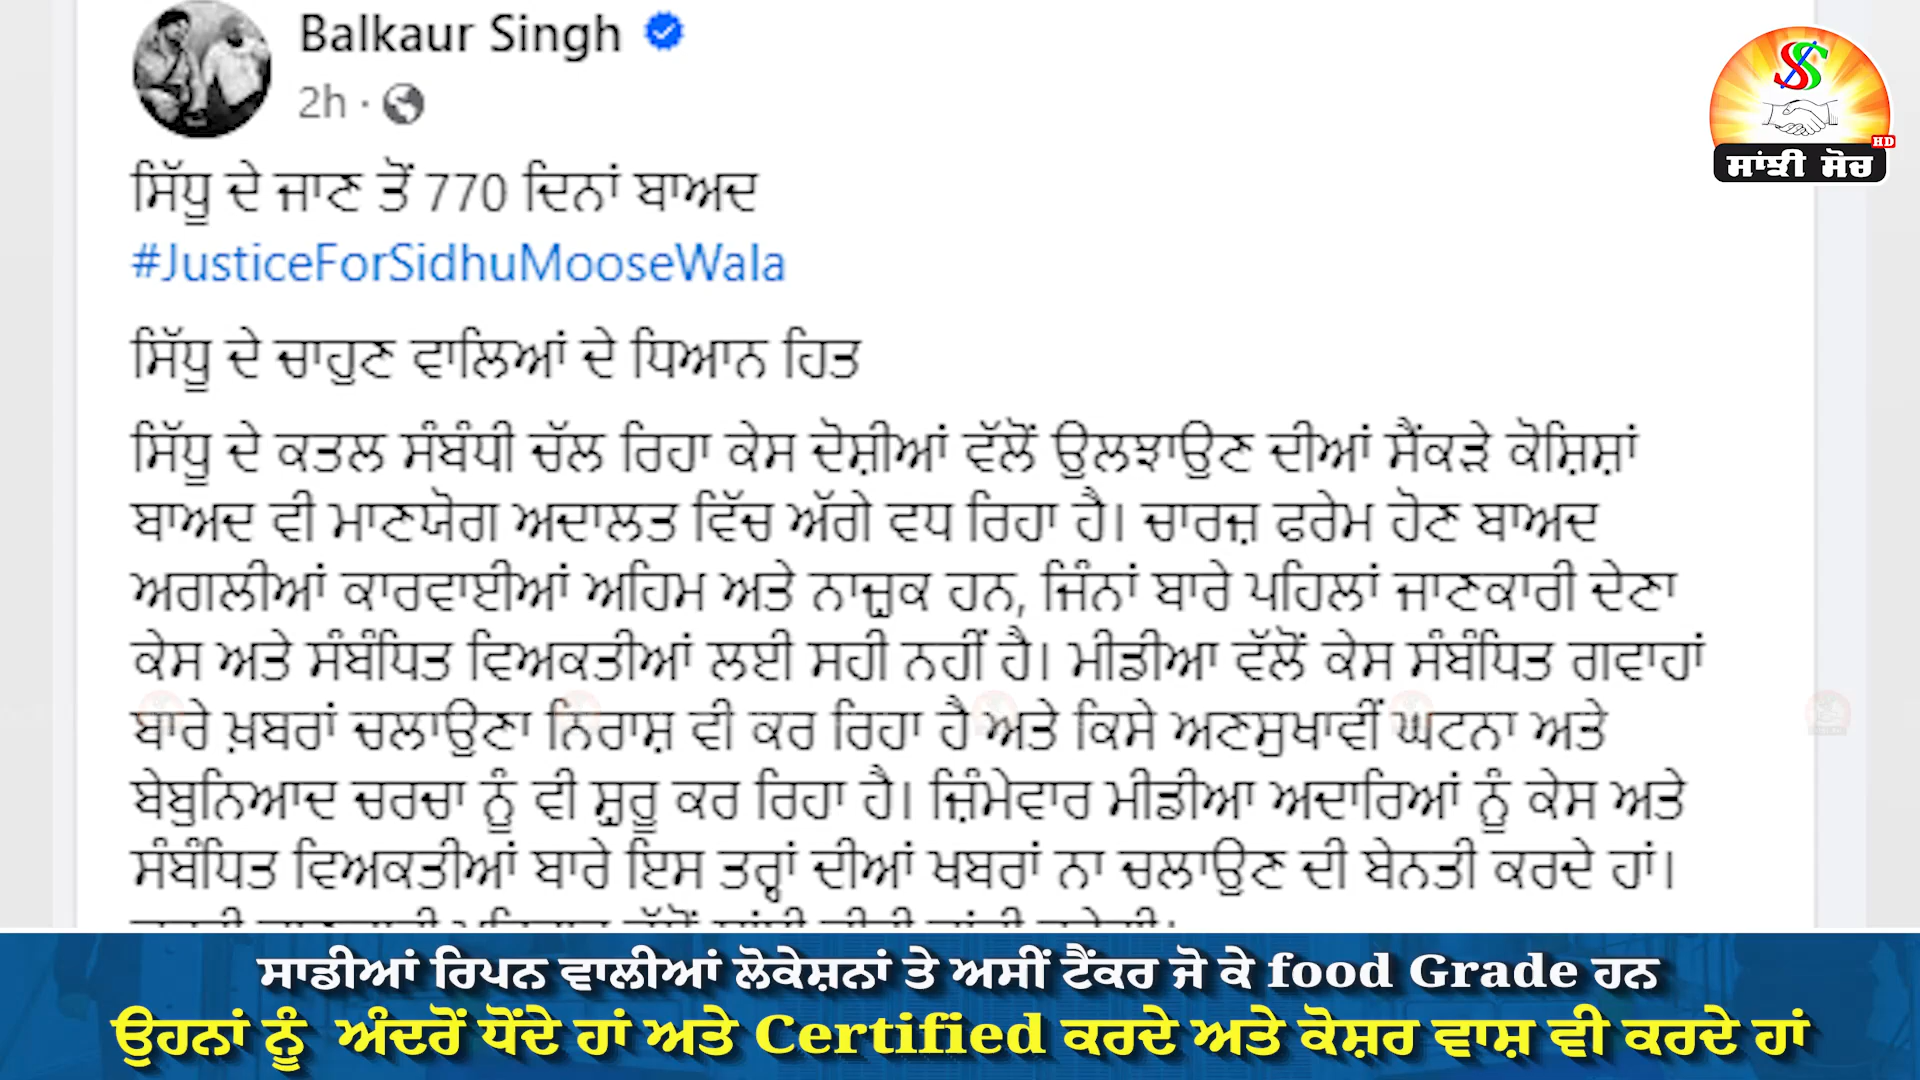 Balkaur Singh
2h ·
ਸਿੱਧੂ ਦੇ ਜਾਣ ਤੋਂ 770 ਦਿਨਾਂ ਬਾਅਦ
#JusticeForSidhuMooseWala
ਸਿੱਧੂ ਦੇ ਚਾਹੁਣ ਵਾਲਿਆਂ ਦੇ ਧਿਆਨ ਹਿਤ
ਸਿੱਧੂ ਦੇ ਕਤਲ ਸੰਬੰਧੀ ਚੱਲ ਰਿਹਾ ਕੇਸ ਦੋਸ਼ੀਆਂ ਵੱਲੋਂ ਉਲਝਾਉਣ ਦੀਆਂ ਸੈਂਕੜੇ ਕੋਸ਼ਿਸ਼ਾਂ
ਬਾਅਦ ਵੀ ਮਾਣਯੋਗ ਅਦਾਲਤ ਵਿੱਚ ਅੱਗੇ ਵਧ ਰਿਹਾ ਹੈ। ਚਾਰਜ਼ ਫਰੇਮ ਹੋਣ ਬਾਅਦ
ਅਗਲੀਆਂ ਕਾਰਵਾਈਆਂ ਅਹਿਮ ਅਤੇ ਨਾਜ਼ੁਕ ਹਨ, ਜਿੰਨਾਂ ਬਾਰੇ ਪਹਿਲਾਂ ਜਾਣਕਾਰੀ ਦੇਣਾ
ਕੇਸ ਅਤੇ ਸੰਬੰਧਿਤ ਵਿਅਕਤੀਆਂ ਲਈ ਸਹੀ ਨਹੀਂ ਹੈ। ਮੀਡੀਆ ਵੱਲੋਂ ਕੇਸ ਸੰਬੰਧਿਤ ਗਵਾਹਾਂ
ਬਾਰੇ ਖ਼ਬਰਾਂ ਚਲਾਉਣਾ ਨਿਰਾਸ਼ ਵੀ ਕਰ ਰਿਹਾ ਹੈ ਅਤੇ ਕਿਸੇ ਅਣਸੁਖਾਵੀਂ ਘਟਨਾ ਅਤੇ
ਬੇਬੁਨਿਆਦ ਚਰਚਾ ਨੂੰ ਵੀ ਸ਼ੁਰੂ ਕਰ ਰਿਹਾ ਹੈ। ਜ਼ਿੰਮੇਵਾਰ ਮੀਡੀਆ ਅਦਾਰਿਆਂ ਨੂੰ ਕੇਸ ਅਤੇ
ਸੰਬੰਧਿਤ ਵਿਅਕਤੀਆਂ ਬਾਰੇ ਇਸ ਤਰ੍ਹਾਂ ਦੀਆਂ ਖਬਰਾਂ ਨਾ ਚਲਾਉਣ ਦੀ ਬੇਨਤੀ ਕਰਦੇ ਹਾਂ।
SS
HD
ਸਾਂਝੀ ਸੋਚ
ਸਾਡੀਆਂ ਰਿਪਨ ਵਾਲੀਆਂ ਲੋਕੇਸ਼ਨਾਂ ਤੇ ਅਸੀਂ ਟੈਂਕਰ ਜੋ ਕੇ food Grade ਹਨ
ਉਹਨਾਂ ਨੂੰ ਅੰਦਰੋਂ ਧੋਂਦੇ ਹਾਂ ਅਤੇ Certified ਕਰਦੇ ਅਤੇ ਕੋਸ਼ਰ ਵਾਸ਼ ਵੀ ਕਰਦੇ ਹਾਂ